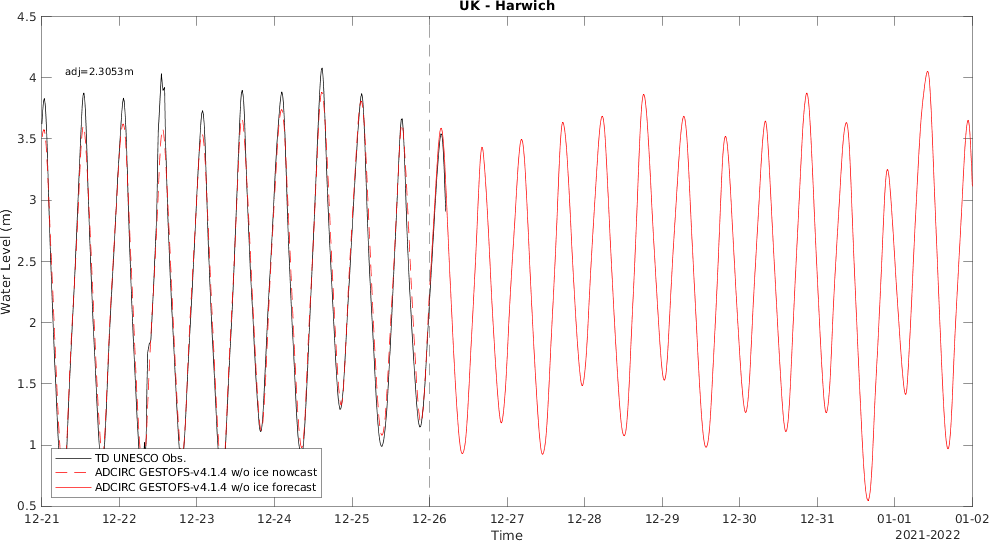 UK - Harwich
adj=2.3053m
Water Level (m)
4.5
4
3.5
3
2.5
2
1.5
1
0.5
TD UNESCO Obs.
ADCIRC GESTOFS-v4.1.4 w/o ice nowcast
ADCIRC GESTOFS-v4.1.4 w/o ice forecast
12-21 12-22 12-23 12-24 12-25 12-26 12-27 12-28 12-29 12-30 12-31 01-01 01-02
Time
2021-2022